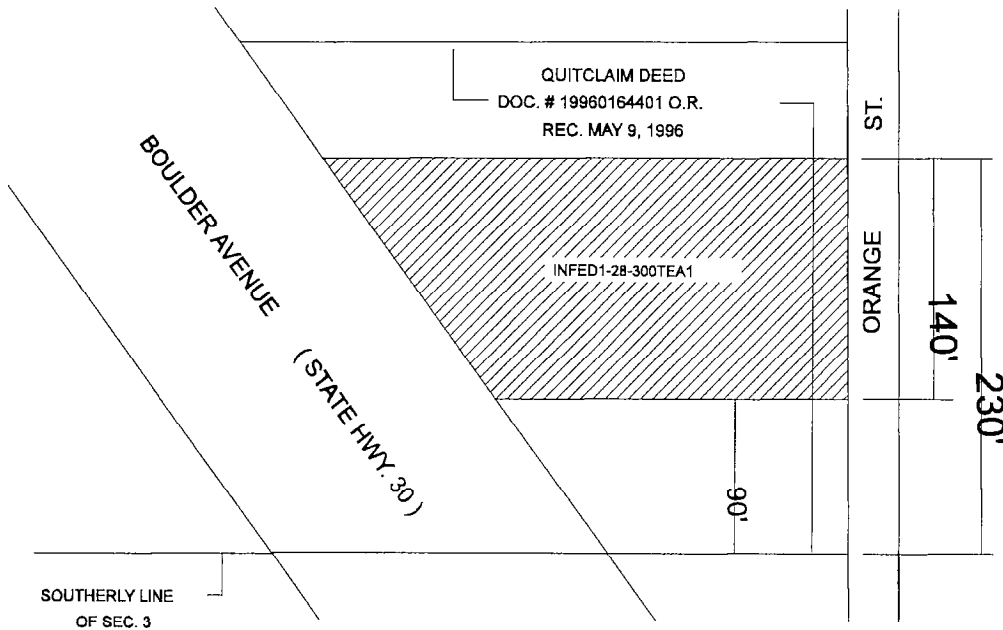 QUITCLAIM DEED
DOC. # 19960164401 O.R.
REC. MAY 9, 1996
ORANGE ST.
BOULDER AVENUE
( STATE HWY. 30 )
INFED1-28-300TEA1
140'
230'
90'
SOUTHERLY LINE
OF SEC. 3